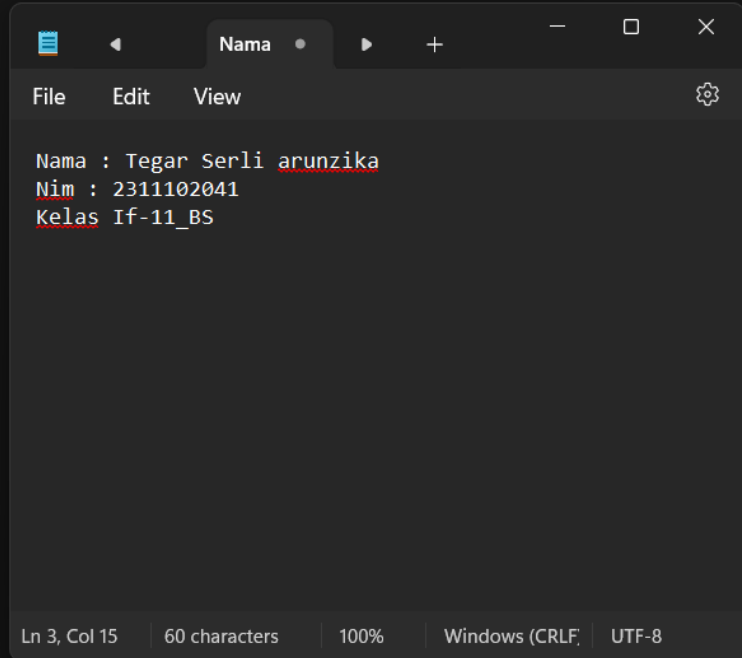 Nama
File Edit View
Nama : Tegar Serli arunzika
Nim : 2311102041
Kelas If-11_BS
Ln 3, Col 15 60 characters 100% Windows (CRLF) UTF-8